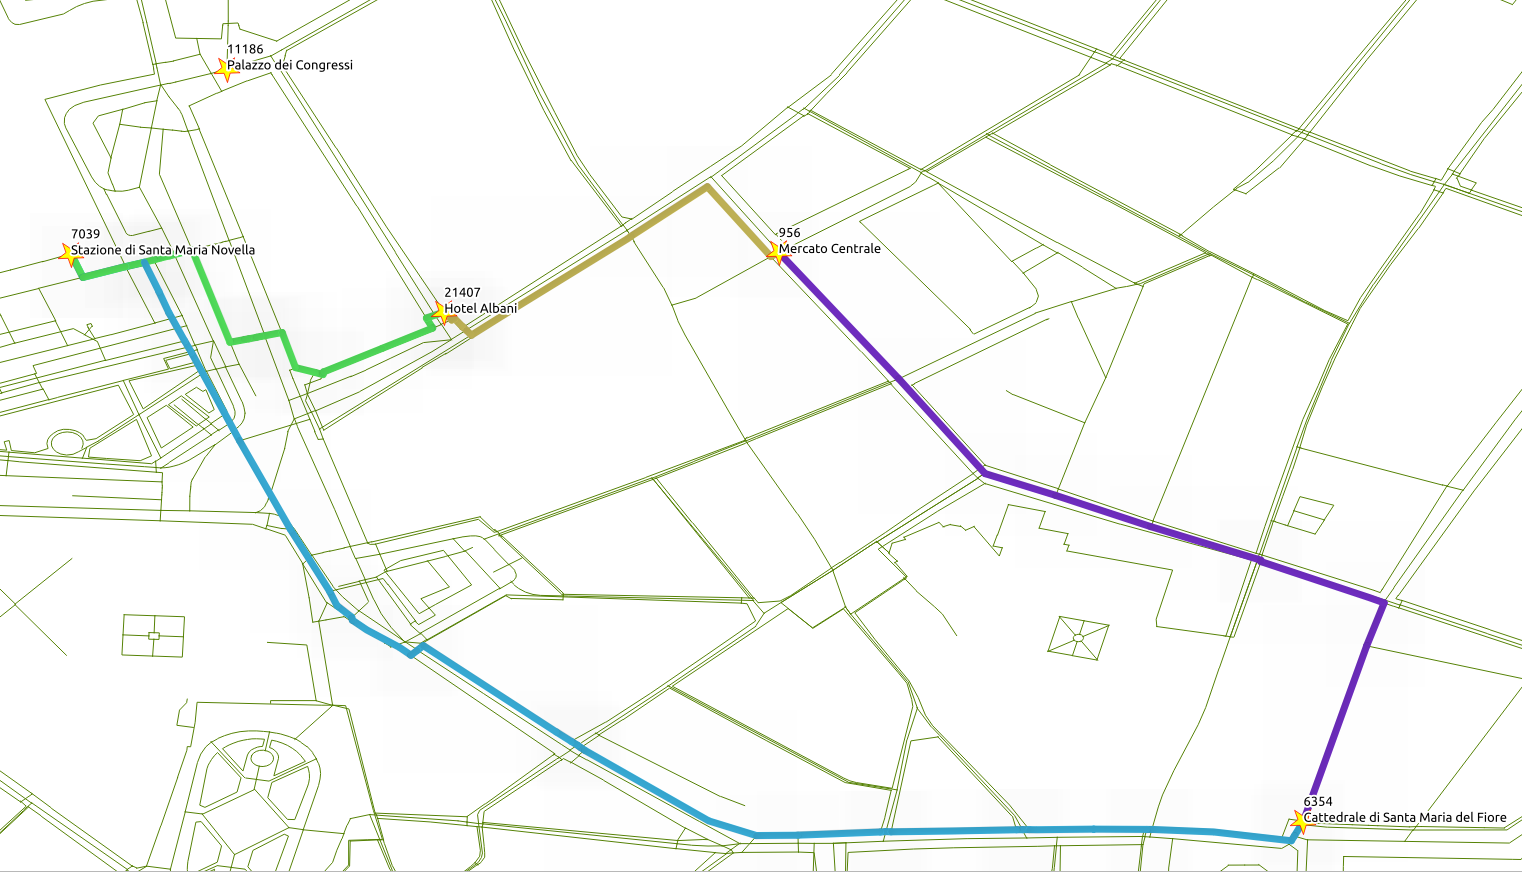 11186
Palazzo dei Congressi
7039
Stazione di Santa Maria Novella
956
Mercato Centrale
21407
Hotel Albani
6354
Cattedrale di Santa Maria del Fiore